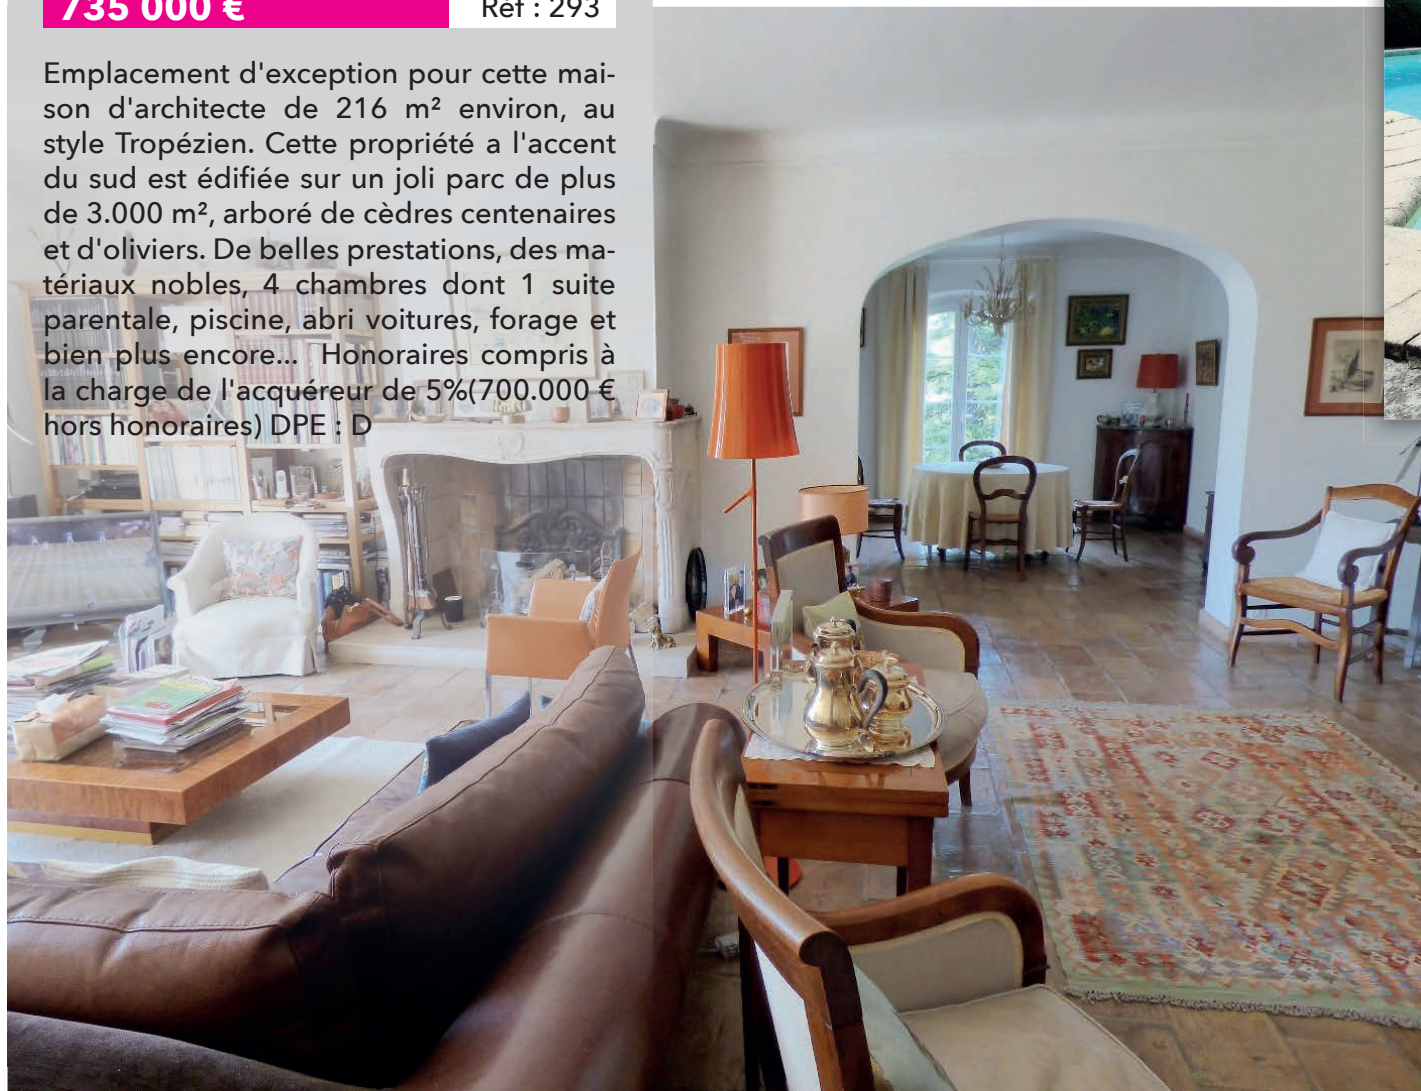 735 000 €
Réf : 293
Emplacement d'exception pour cette mai-
son d'architecte de 216 m² environ, au
style Tropézien. Cette propriété a l'accent
du sud est édifiée sur un joli parc de plus
de 3.000 m², arboré de cèdres centenaires
et d'oliviers. De belles prestations, des ma-
tériaux nobles, 4 chambres dont 1 suite
parentale, piscine, abri voitures, forage et
bien plus encore... Honoraires compris à
la charge de l'acquéreur de 5%(700.000 €
hors honoraires) DPE : D